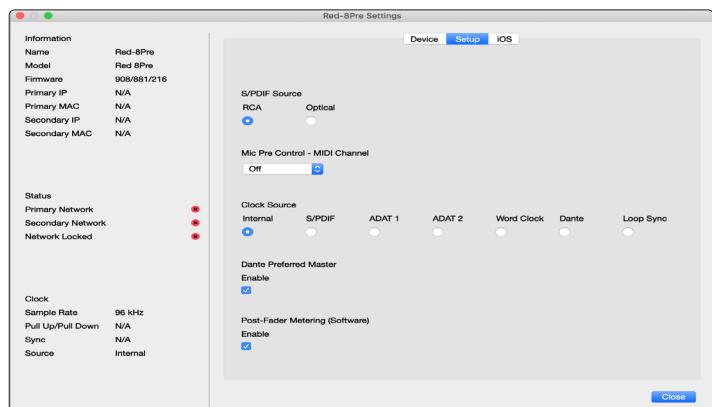 Red-8Pre Settings
Information
Name Red-8Pre
Model Red 8Pre
Firmware 908/881/216
Primary IP N/A
Primary MAC N/A
Secondary IP N/A
Secondary MAC N/A
Status
Primary Network
Secondary Network
Network Locked
Clock
Sample Rate 96 kHz
Pull Up/Pull Down N/A
Sync N/A
Source Internal
Device Setup iOS
S/PDIF Source
RCA Optical
Mic Pre Control - MIDI Channel
Off
Clock Source
Internal S/PDIF ADAT 1 ADAT 2 Word Clock Dante Loop Sync
Dante Preferred Master
Enable
Post-Fader Metering (Software)
Enable
Close